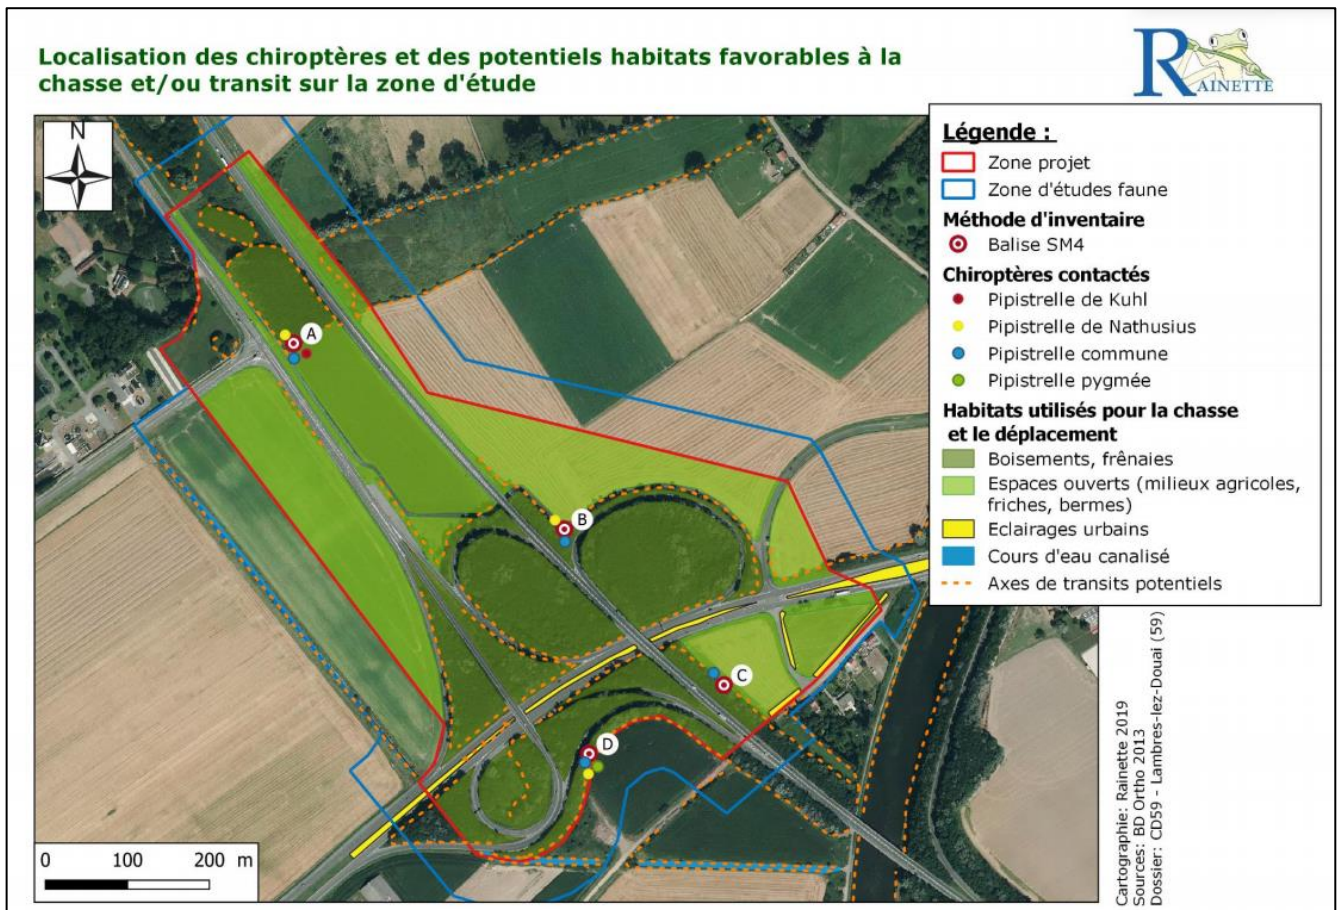 Localisation des chiroptères et des potentiels habitats favorables à la
chasse et/ou transit sur la zone d'étude
RAINETTE
N
Légende :
Zone projet
Zone d'études faune
Méthode d'inventaire
Balise SM4
Chiroptères contactés
Pipistrelle de Kuhl
Pipistrelle de Nathusius
Pipistrelle commune
Pipistrelle pygmée
Habitats utilisés pour la chasse
et le déplacement
Boisements, frênaies
Espaces ouverts (milieux agricoles,
friches, bermes)
Eclairages urbains
Cours d'eau canalisé
Axes de transits potentiels
A
B
C
D
0 100 200 m
Cartographie: Rainette 2019
Sources: BD Ortho 2013
Dossier: CD59 - Lambres-lez-Douai (59)